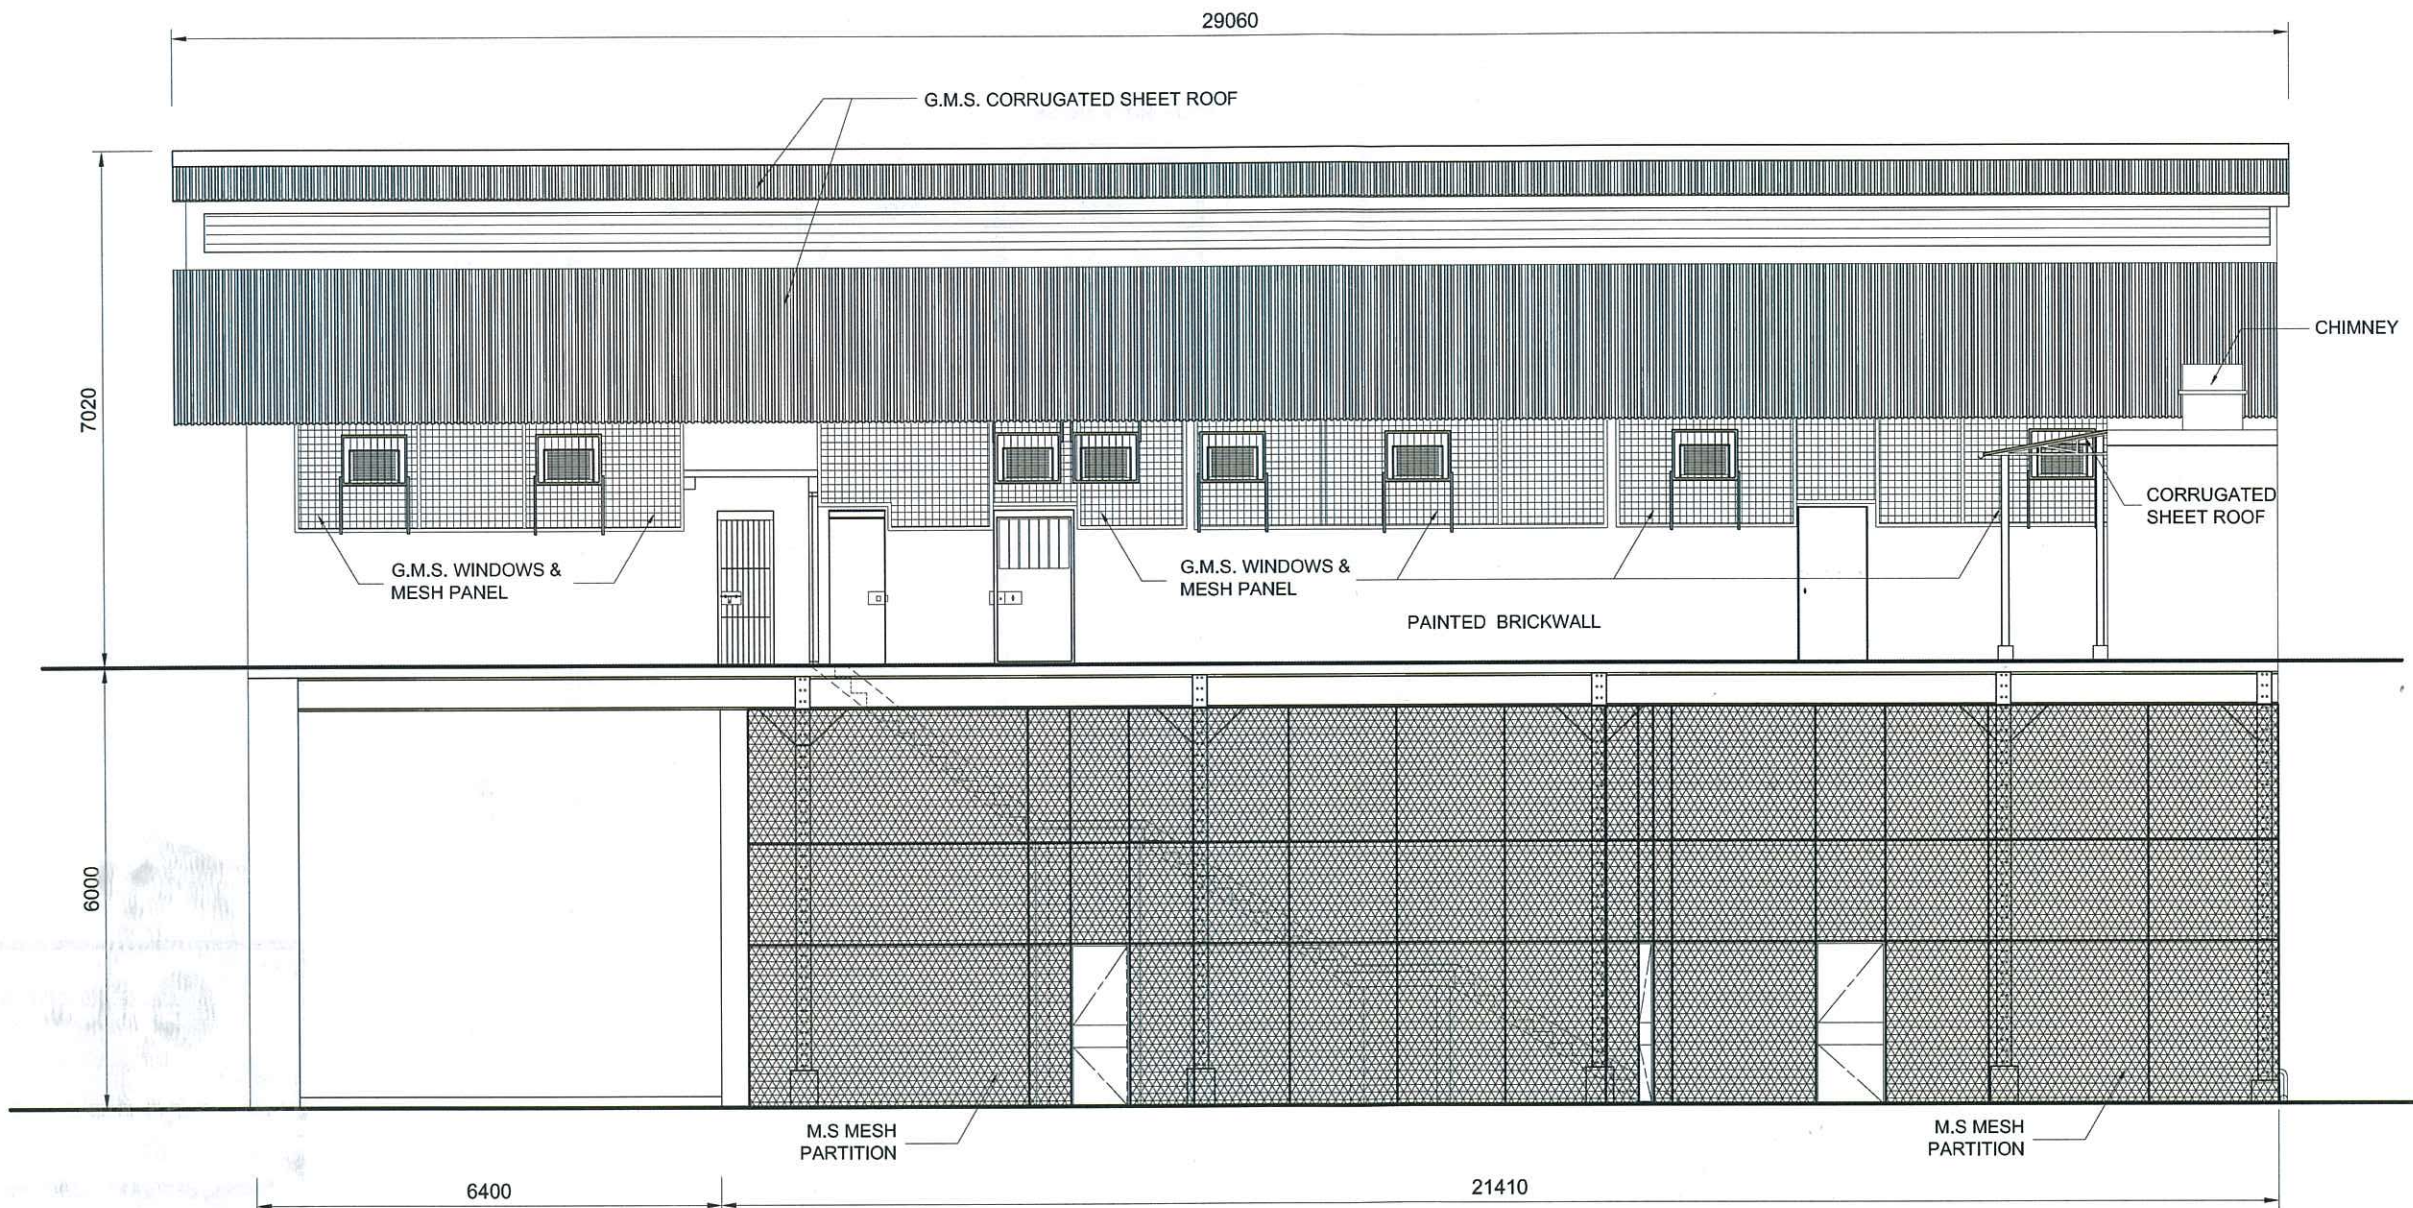 29060
G.M.S. CORRUGATED SHEET ROOF
CHIMNEY
7020
CORRUGATED
SHEET ROOF
G.M.S. WINDOWS &
MESH PANEL
G.M.S. WINDOWS &
MESH PANEL
PAINTED BRICKWALL
6000
M.S MESH
PARTITION
M.S MESH
PARTITION
6400
21410